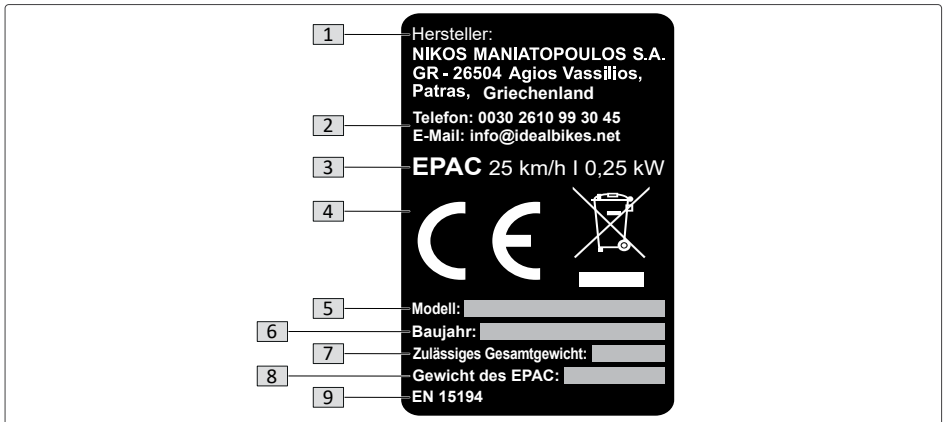 1 Hersteller:
NIKOS MANIATOPOULOS S.A.
GR - 26504 Agios Vassilios,
Patras, Griechenland
2 Telefon: 0030 2610 99 30 45
E-Mail: info@idealbikes.net
3 EPAC 25 km/h I 0,25 kW
4 CE
5 Modell:
6 Baujahr:
7 Zulässiges Gesamtgewicht:
8 Gewicht des EPAC:
9 EN 15194